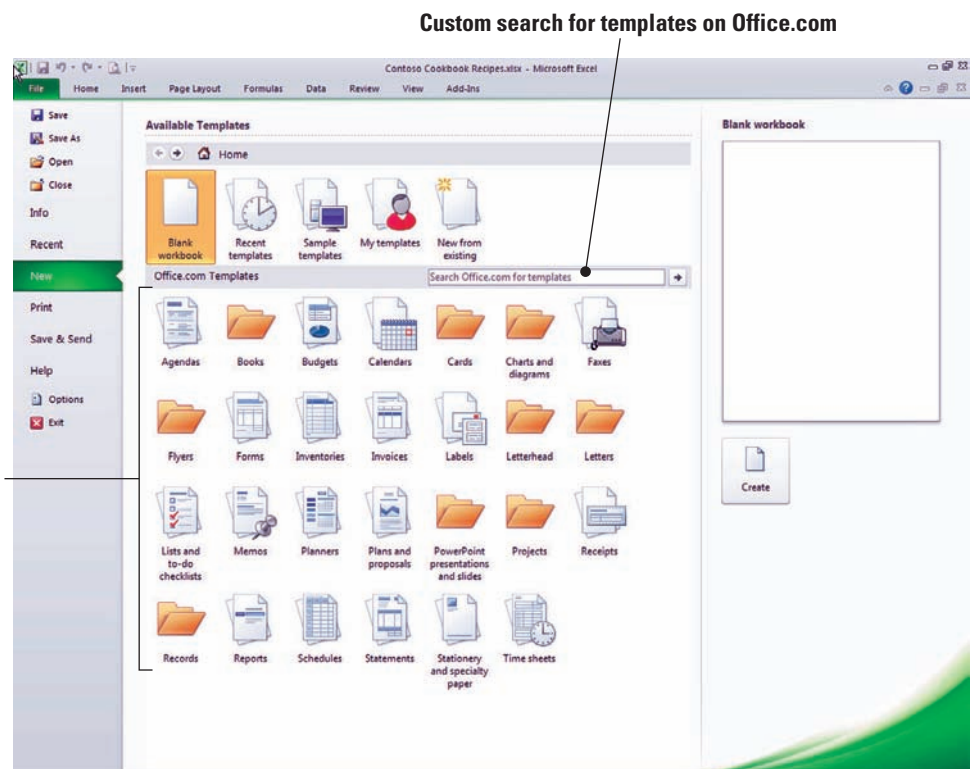 Custom search for templates on Office.com
Contoso Cookbook Recipes.xlsx - Microsoft Excel
File Home Insert Page Layout Formulas Data Review View Add-Ins
Save
Save As
Open
Close
Info
Recent
New
Print
Save & Send
Help
Options
Exit
Available Templates
Home
Blank workbook
Recent templates
Sample templates
My templates
New from existing
Office.com Templates
Search Office.com for templates
Agendas
Books
Budgets
Calendars
Cards
Charts and diagrams
Faxes
Flyers
Forms
Inventories
Invoices
Labels
Letterhead
Letters
Lists and to-do checklists
Memos
Planners
Plans and proposals
PowerPoint presentations and slides
Projects
Receipts
Records
Reports
Schedules
Statements
Stationery and specialty paper
Time sheets
Blank workbook
Create